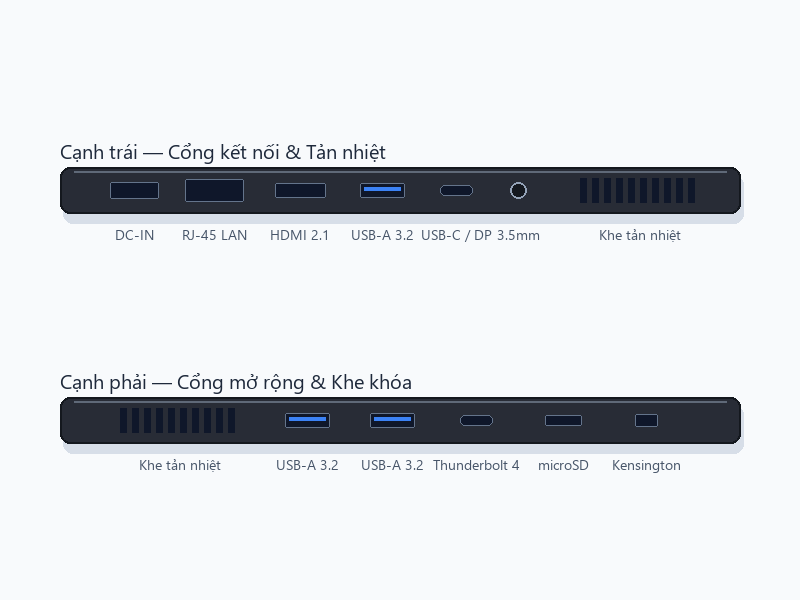 Cạnh trái — Cổng kết nối & Tản nhiệt
DC-IN RJ-45 LAN HDMI 2.1 USB-A 3.2 USB-C / DP 3.5mm Khe tản nhiệt
Cạnh phải — Cổng mở rộng & Khe khóa
Khe tản nhiệt USB-A 3.2 USB-A 3.2 Thunderbolt 4 microSD Kensington